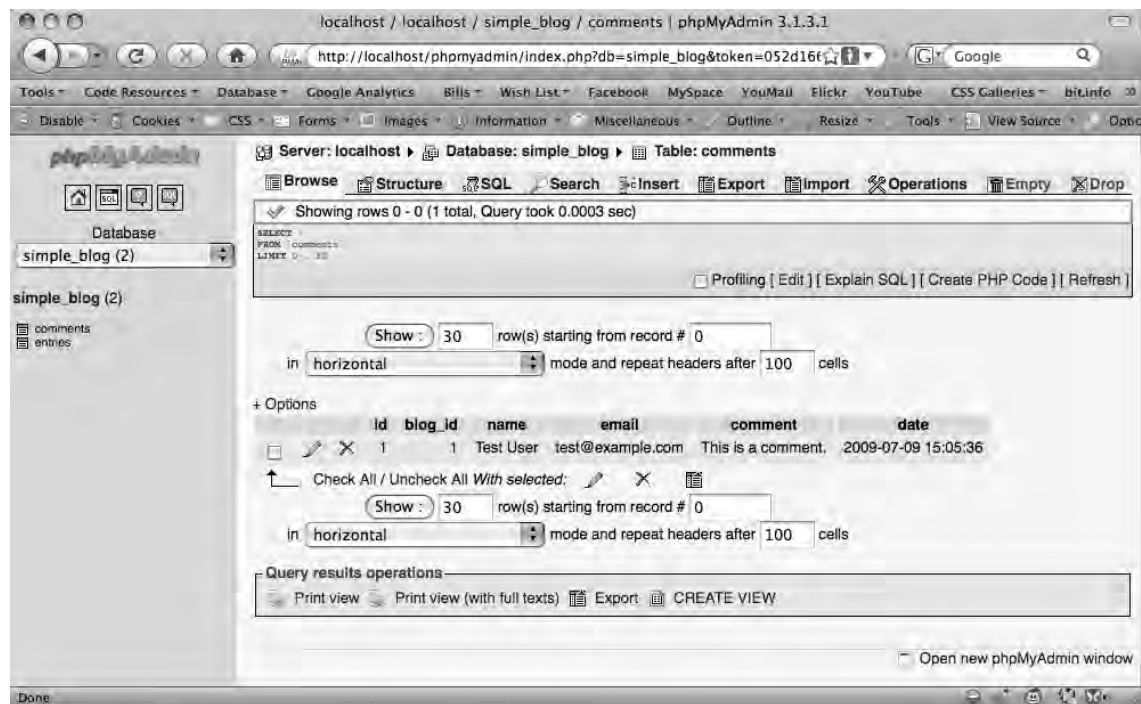 localhost / localhost / simple_blog / comments | phpMyAdmin 3.1.3.1
http://localhost/phpmyadmin/index.php?db=simple_blog&token=052d16
Google
Tools Code Resources Database Google Analytics Bills Wish List Facebook MySpace YouMail Flickr YouTube CSS Galleries bit.info
Disable Cookies CSS Forms Images Information Miscellaneous Outline Resize Tools View Source
phpMyAdmin
SQL
Database
simple_blog (2)
simple_blog (2)
comments
entries
Server: localhost Database: simple_blog Table: comments
Browse Structure SQL Search Insert Export Import Operations Empty Drop
Showing rows 0 - 0 (1 total, Query took 0.0003 sec)
SELECT
FROM `comments`
LIMIT 0 , 30
Profiling [ Edit ] [ Explain SQL ] [ Create PHP Code ] [ Refresh ]
Show : 30 row(s) starting from record # 0
in horizontal mode and repeat headers after 100 cells
+ Options
id blog_id name email comment date
1 1 Test User test@example.com This is a comment. 2009-07-09 15:05:36
Check All / Uncheck All With selected:
Show : 30 row(s) starting from record # 0
in horizontal mode and repeat headers after 100 cells
Query results operations
Print view Print view (with full texts) Export CREATE VIEW
Open new phpMyAdmin window
Done